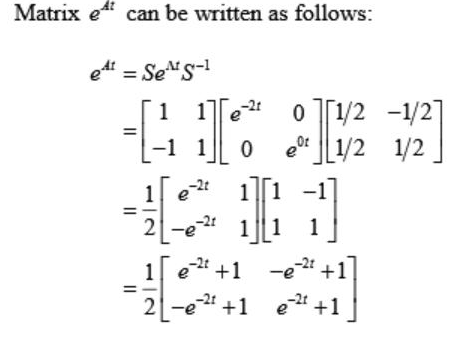 Matrix e^{At} can be written as follows:
e^{At} = Se^{Λt}S^{-1}
= [1 1; -1 1] [e^{-2t} 0; 0 e^{0t}] [1/2 -1/2; 1/2 1/2]
= 1/2 [e^{-2t} 1; -e^{-2t} 1] [1 -1; 1 1]
= 1/2 [e^{-2t}+1 -e^{-2t}+1; -e^{-2t}+1 e^{-2t}+1]